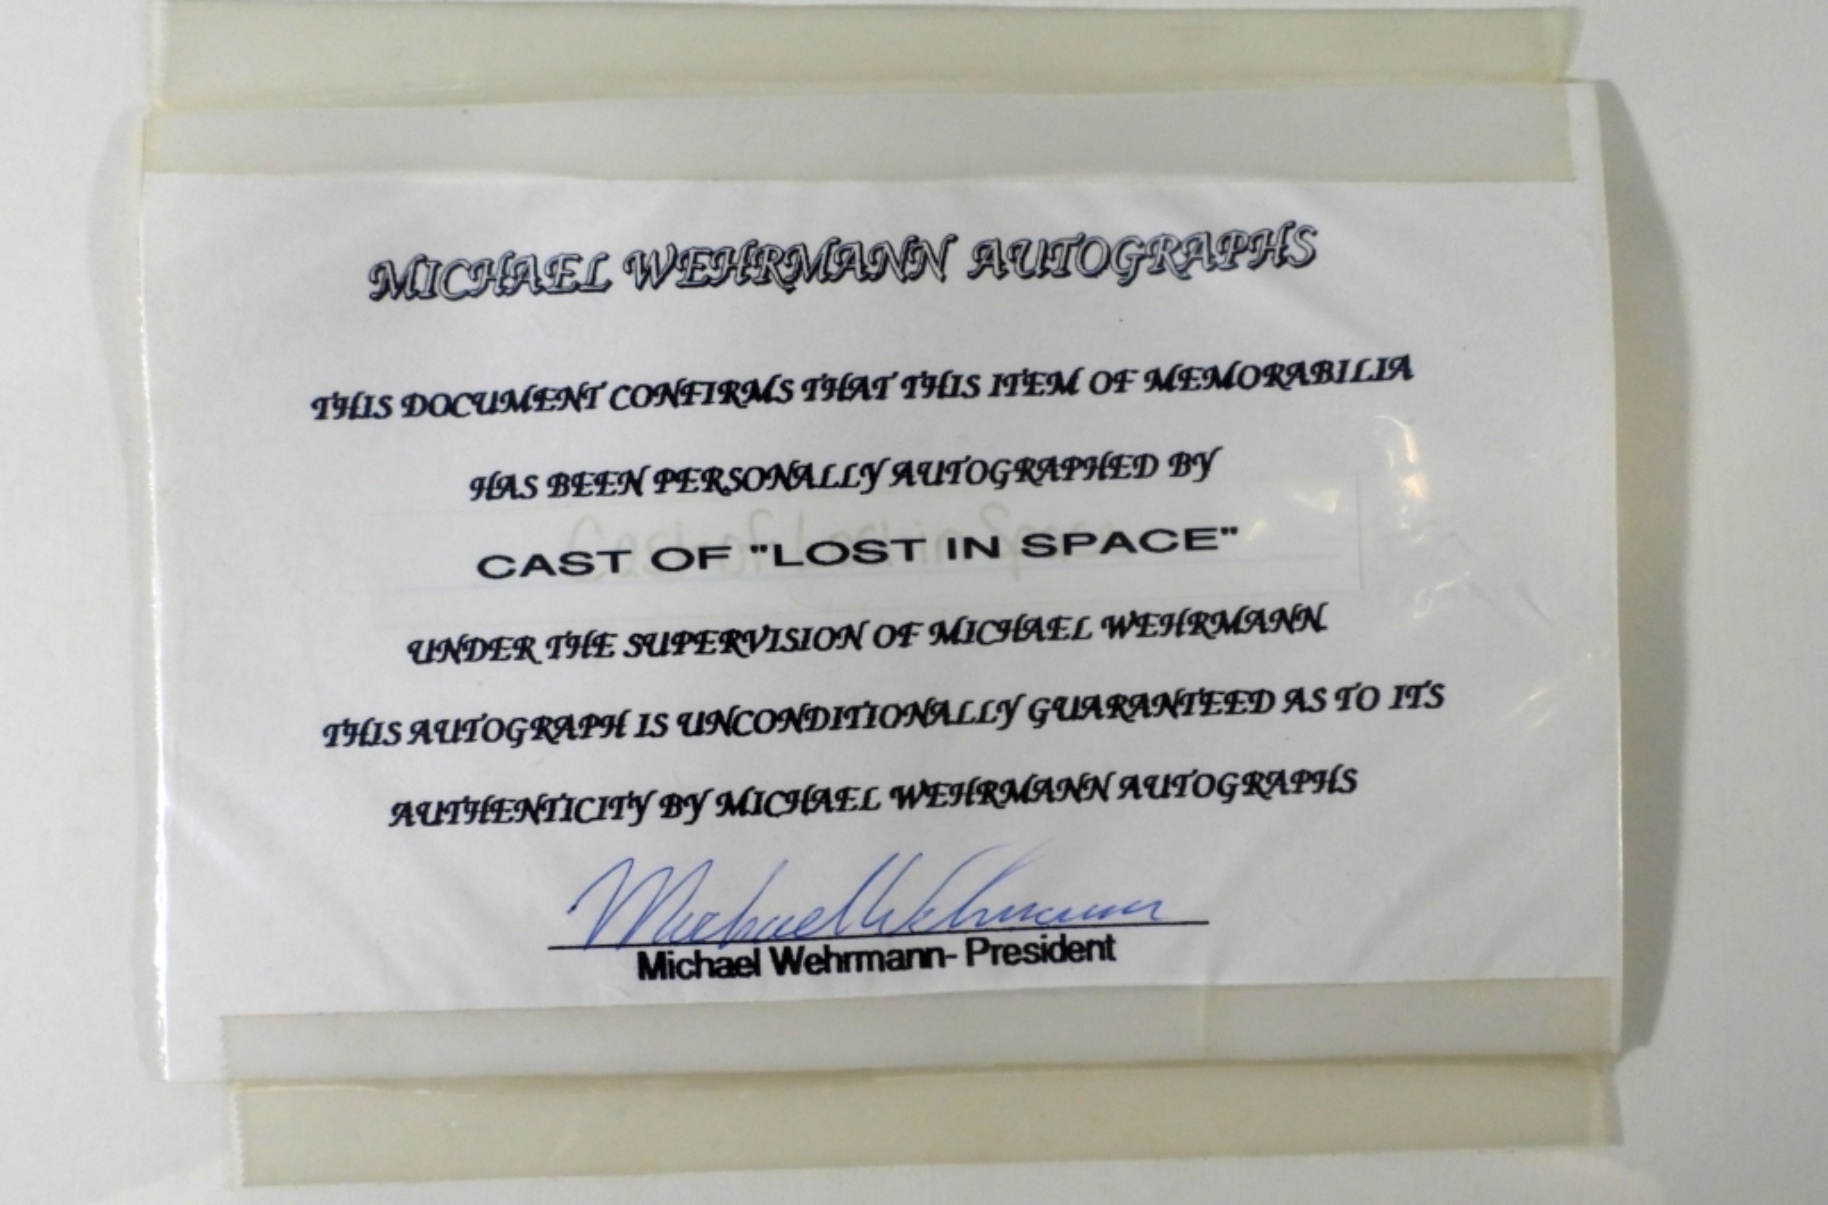 MICHAEL WEHRMANN AUTOGRAPHS
THIS DOCUMENT CONFIRMS THAT THIS ITEM OF MEMORABILIA
HAS BEEN PERSONALLY AUTOGRAPHED BY
CAST OF "LOST IN SPACE"
UNDER THE SUPERVISION OF MICHAEL WEHRMANN.
THIS AUTOGRAPH IS UNCONDITIONALLY GUARANTEED AS TO ITS
AUTHENTICITY BY MICHAEL WEHRMANN AUTOGRAPHS
Michael Wehrmann
Michael Wehrmann- President